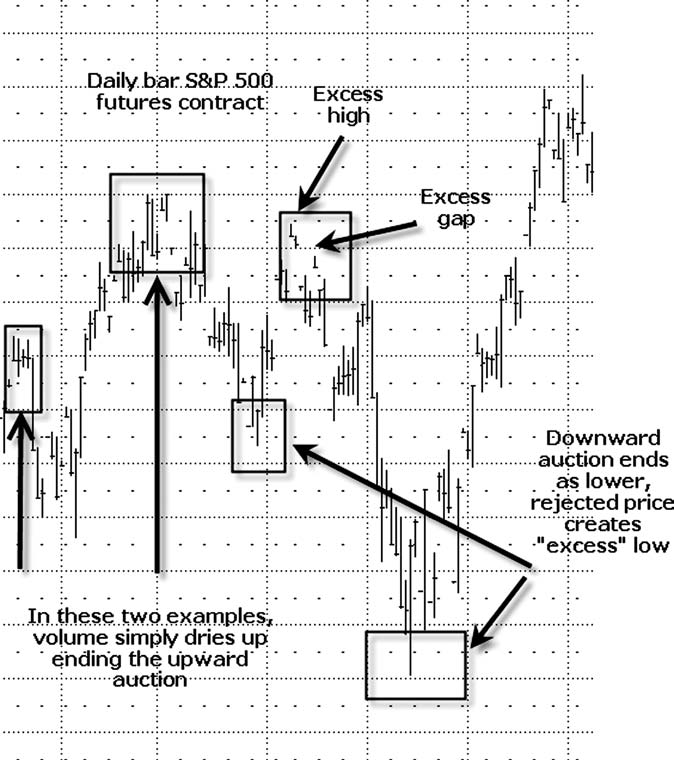 Daily bar S&P 500
futures contract
Excess
high
Excess
gap
Downward
auction ends
as lower,
rejected price
creates
"excess" low
In these two examples,
volume simply dries up
ending the upward
auction